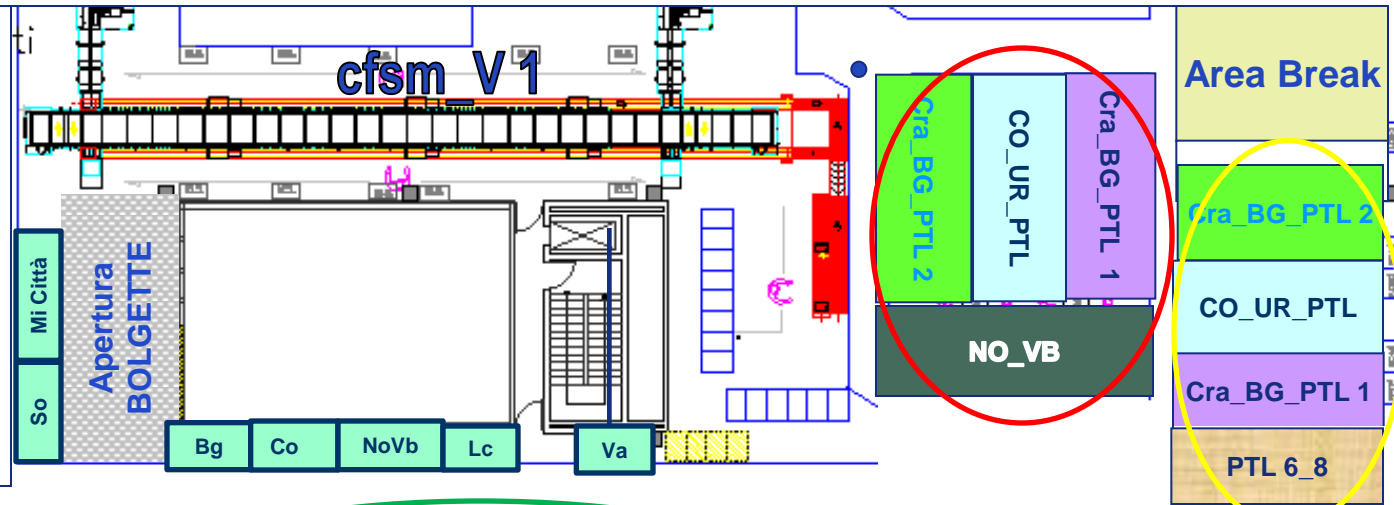 cfsm_V 1
Area Break
Cra_BG_PTL 2
CO_UR_PTL
Cra_BG_PTL 1
NO_VB
Cra_BG_PTL 2
CO_UR_PTL
Cra_BG_PTL 1
PTL 6_8
Mi Città
So
Apertura
BOLGETTE
Bg
Co
NoVb
Lc
Va